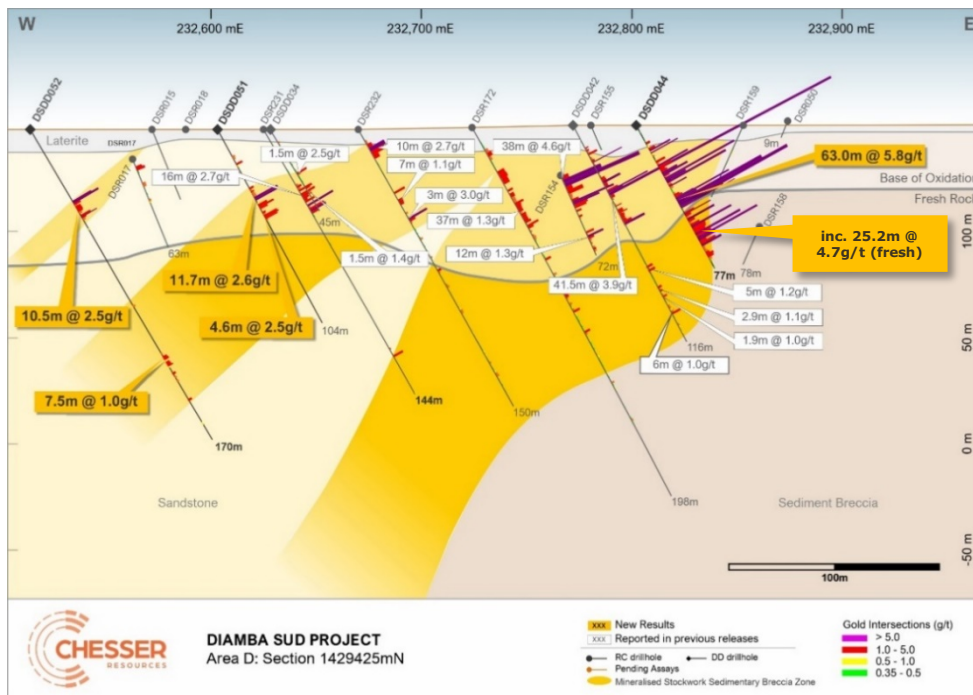 W
232,600 mE
232,700 mE
232,800 mE
232,900 mE
E
DSDD052
DSR015
DSR018
DSDD051
DSR231
DSDD034
DSR232
DSR172
DSDD042
DSR155
DSDD044
DSR159
DSR050
Laterite
DSR017
DSR017
1.5m @ 2.5g/t
10m @ 2.7g/t
38m @ 4.6g/t
9m
16m @ 2.7g/t
7m @ 1.1g/t
63.0m @ 5.8g/t
3m @ 3.0g/t
DSR154
Base of Oxidation
Fresh Rock
45m
37m @ 1.3g/t
DSR158
100 m
63m
1.5m @ 1.4g/t
12m @ 1.3g/t
72m
77m
78m
inc. 25.2m @
4.7g/t (fresh)
11.7m @ 2.6g/t
41.5m @ 3.9g/t
5m @ 1.2g/t
10.5m @ 2.5g/t
4.6m @ 2.5g/t
104m
2.9m @ 1.1g/t
1.9m @ 1.0g/t
116m
50 m
6m @ 1.0g/t
7.5m @ 1.0g/t
144m
150m
170m
0 m
Sandstone
198m
Sediment Breccia
-50 m
100m
CHESSER
RESOURCES
DIAMBA SUD PROJECT
Area D: Section 1429425mN
XXX New Results
XXX Reported in previous releases
RC drillhole
DD drillhole
Pending Assays
Mineralised Stockwork Sedimentary Breccia Zone
Gold Intersections (g/t)
> 5.0
1.0 - 5.0
0.5 - 1.0
0.35 - 0.5